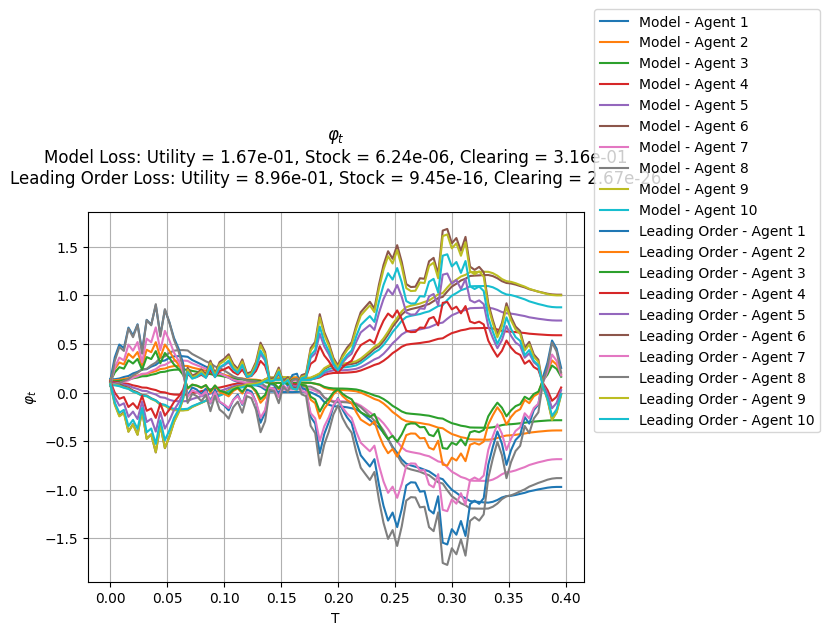 φ_t
Model Loss: Utility = 1.67e-01, Stock = 6.24e-06, Clearing = 3.16e-01
Leading Order Loss: Utility = 8.96e-01, Stock = 9.45e-16, Clearing = 2.67e-26
Model - Agent 1
Model - Agent 2
Model - Agent 3
Model - Agent 4
Model - Agent 5
Model - Agent 6
Model - Agent 7
Model - Agent 8
Model - Agent 9
Model - Agent 10
Leading Order - Agent 1
Leading Order - Agent 2
Leading Order - Agent 3
Leading Order - Agent 4
Leading Order - Agent 5
Leading Order - Agent 6
Leading Order - Agent 7
Leading Order - Agent 8
Leading Order - Agent 9
Leading Order - Agent 10
φ_t
1.5
1.0
0.5
0.0
−0.5
−1.0
−1.5
0.00 0.05 0.10 0.15 0.20 0.25 0.30 0.35 0.40
T